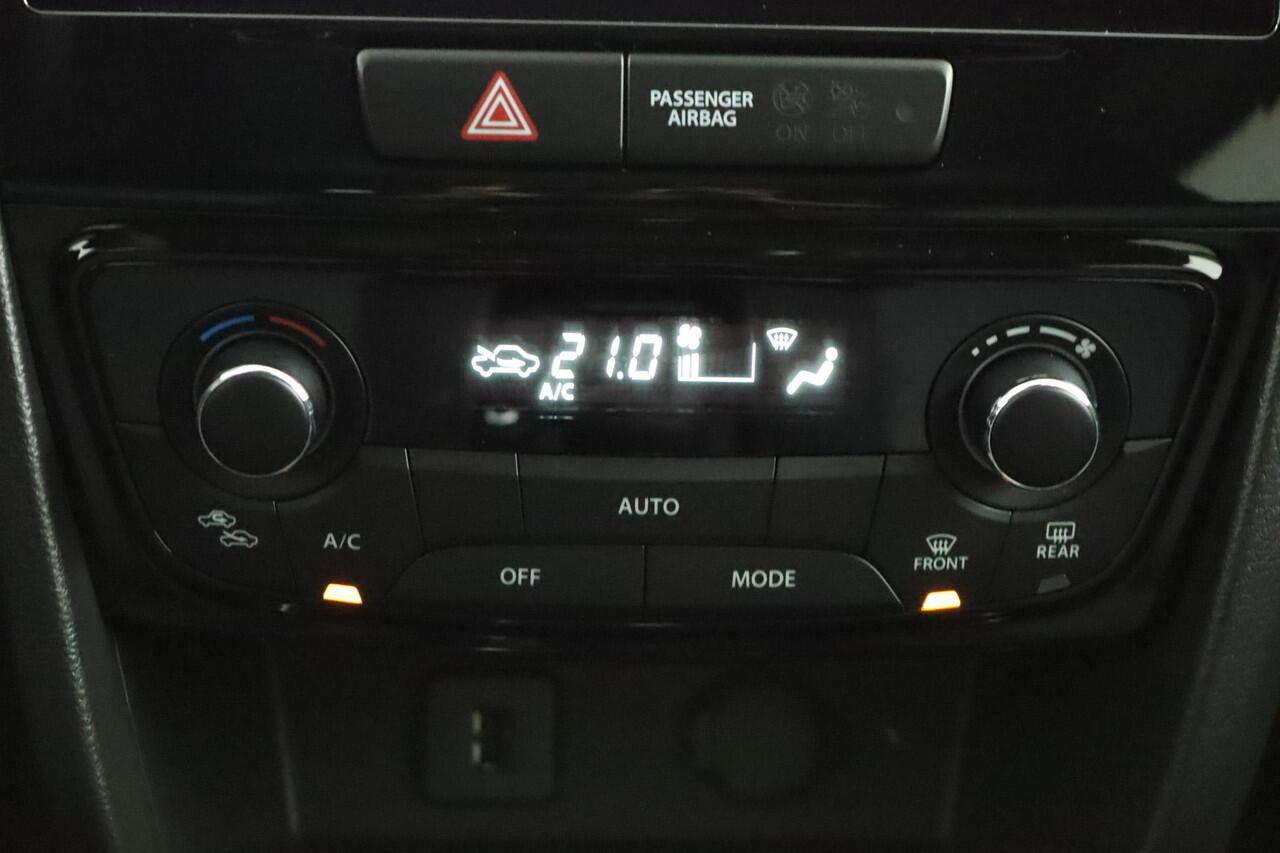 PASSENGER
AIRBAG
ON OFF
21.0
A/C
AUTO
A/C
OFF
MODE
FRONT
REAR